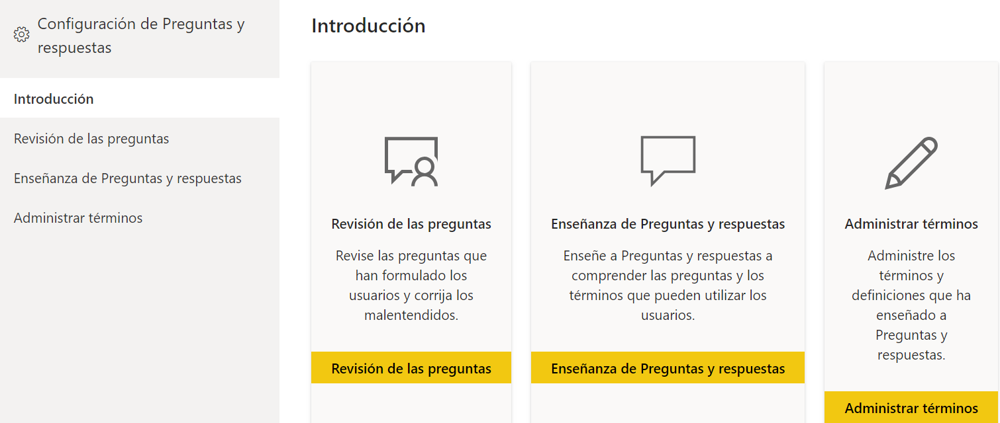 Configuración de Preguntas y
respuestas
Introducción
Revisión de las preguntas
Enseñanza de Preguntas y respuestas
Administrar términos
Introducción
Revisión de las preguntas
Revise las preguntas que
han formulado los
usuarios y corrija los
malentendidos.
Revisión de las preguntas
Enseñanza de Preguntas y respuestas
Enseñe a Preguntas y respuestas a
comprender las preguntas y los
términos que pueden utilizar los
usuarios.
Enseñanza de Preguntas y respuestas
Administrar términos
Administre los
términos y
definiciones que ha
enseñado a
Preguntas y
respuestas.
Administrar términos